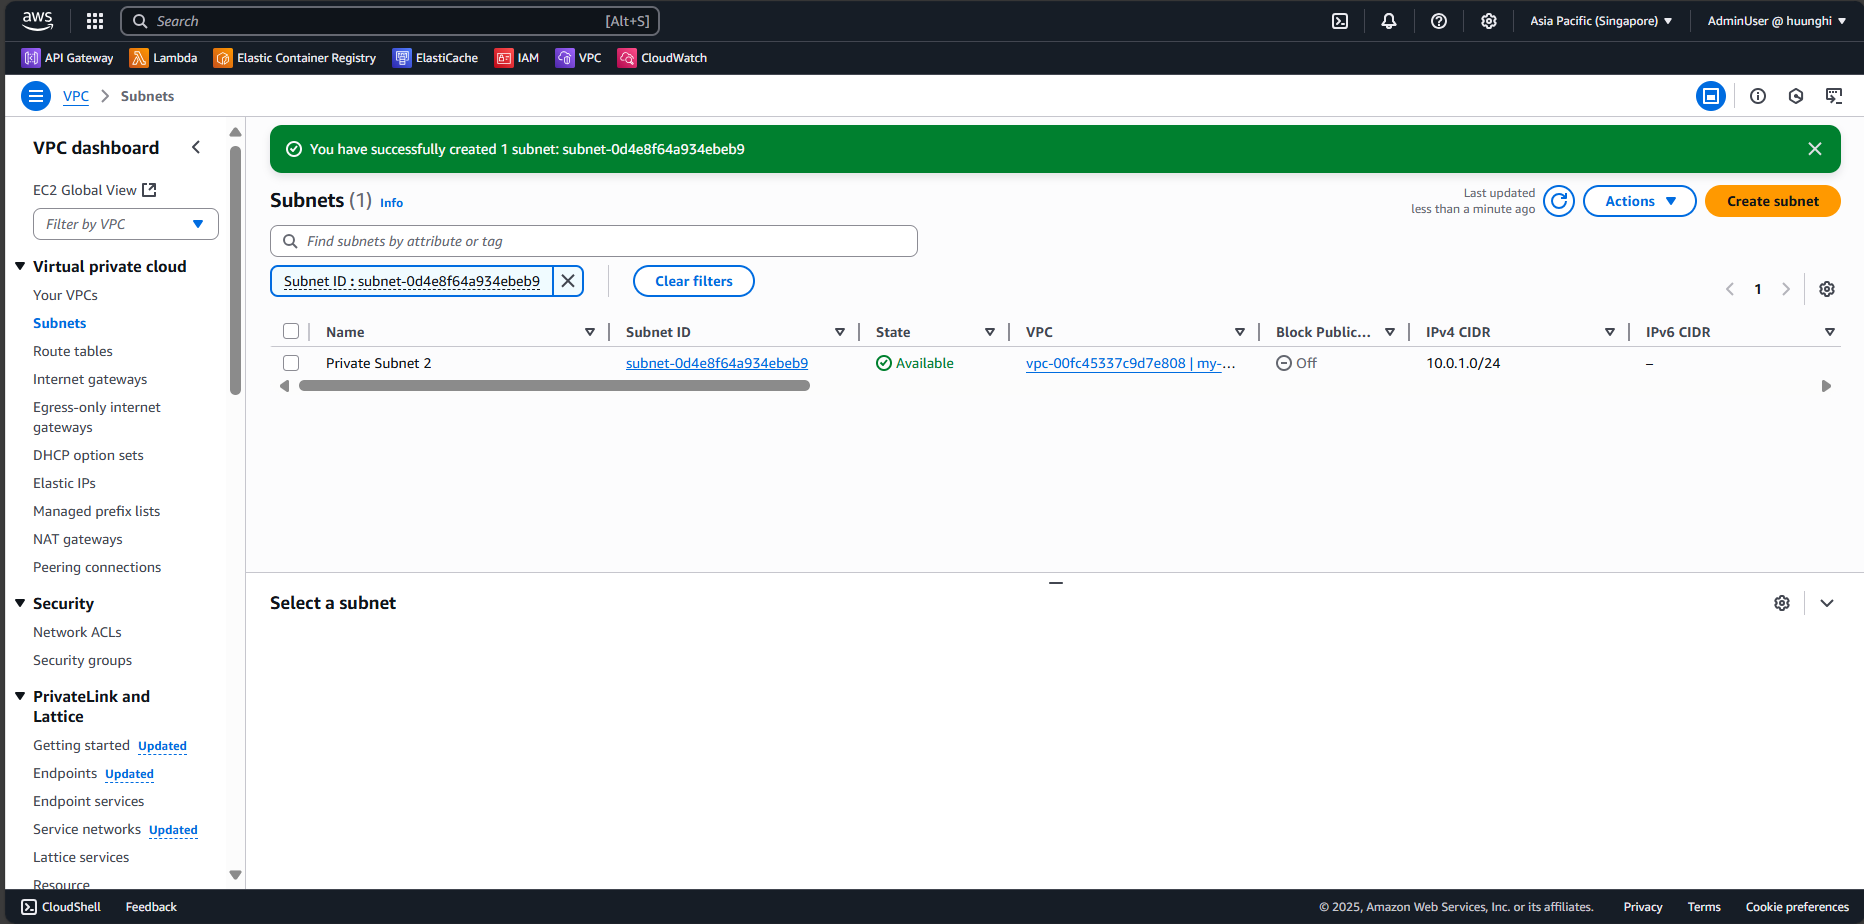 aws
Search [Alt+S]
Asia Pacific (Singapore)
AdminUser @ huunghi
API Gateway
Lambda
Elastic Container Registry
ElastiCache
IAM
VPC
CloudWatch
VPC > Subnets
VPC dashboard
EC2 Global View
Filter by VPC
Virtual private cloud
Your VPCs
Subnets
Route tables
Internet gateways
Egress-only internet
gateways
DHCP option sets
Elastic IPs
Managed prefix lists
NAT gateways
Peering connections
Security
Network ACLs
Security groups
PrivateLink and
Lattice
Getting started Updated
Endpoints Updated
Endpoint services
Service networks Updated
Lattice services
Resource
You have successfully created 1 subnet: subnet-0d4e8f64a934ebeb9
Subnets (1) Info
Last updated
less than a minute ago
Actions
Create subnet
Find subnets by attribute or tag
Subnet ID : subnet-0d4e8f64a934ebeb9
Clear filters
1
Name Subnet ID State VPC Block Public... IPv4 CIDR IPv6 CIDR
Private Subnet 2 subnet-0d4e8f64a934ebeb9 Available vpc-00fc45337c9d7e808 | my-... Off 10.0.1.0/24 –
Select a subnet
CloudShell
Feedback
© 2025, Amazon Web Services, Inc. or its affiliates.
Privacy
Terms
Cookie preferences